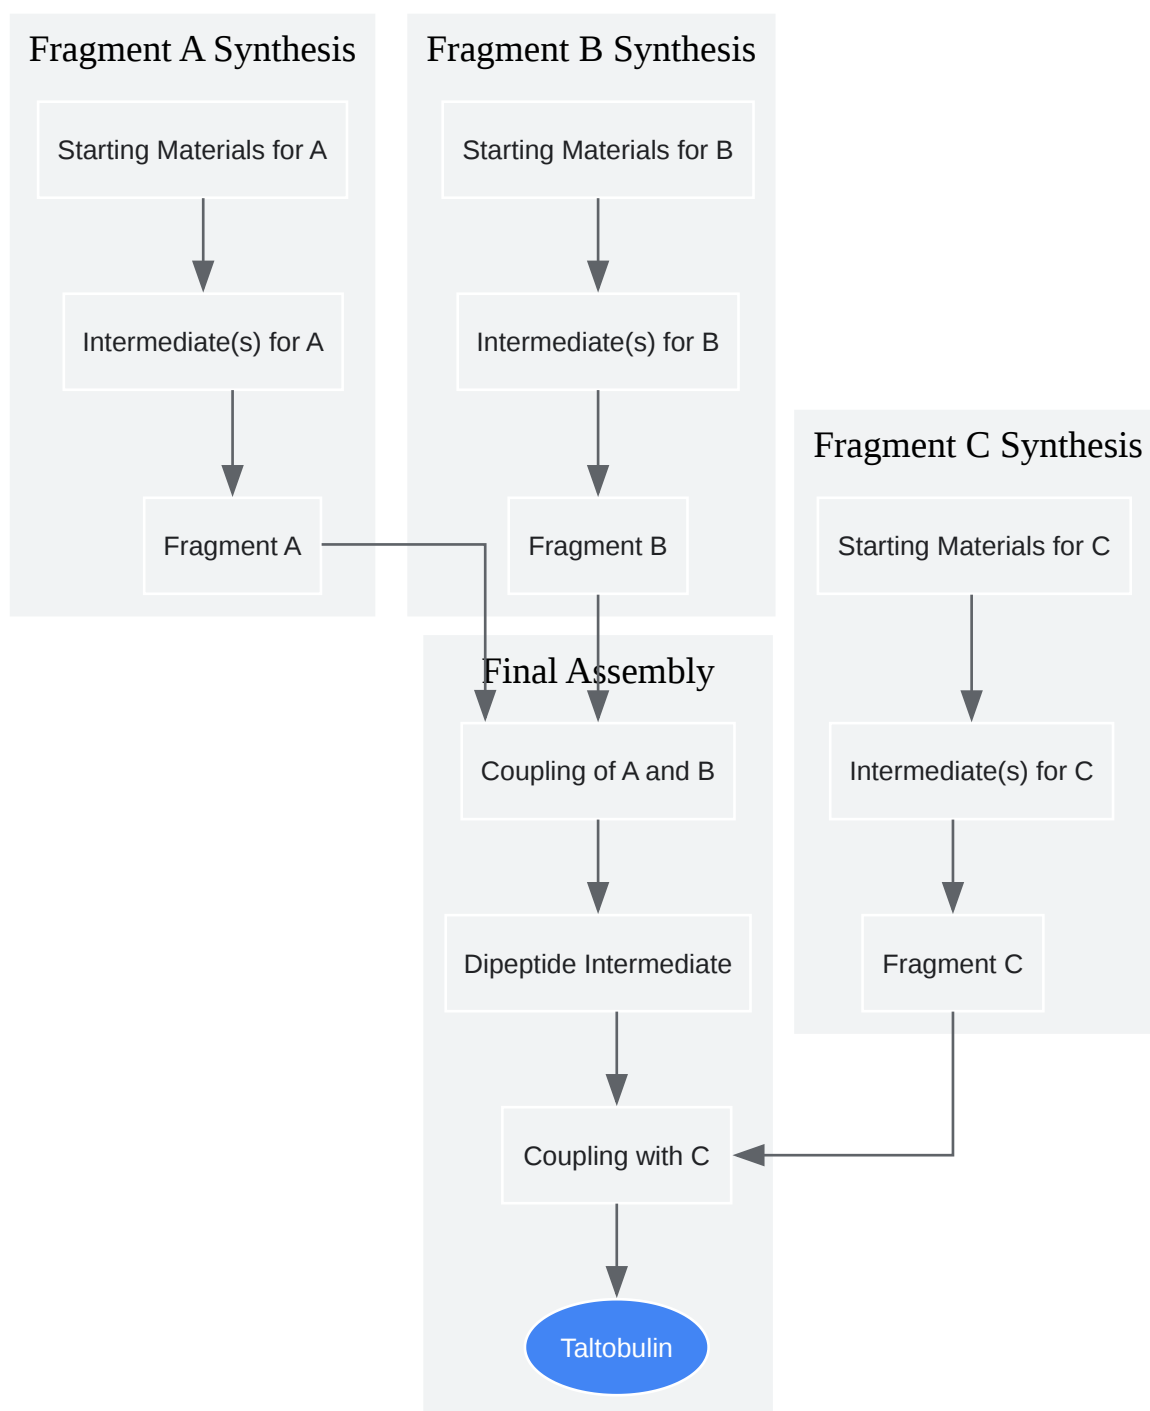 Fragment A Synthesis
Starting Materials for A
Intermediate(s) for A
Fragment A
Fragment B Synthesis
Starting Materials for B
Intermediate(s) for B
Fragment B
Fragment C Synthesis
Starting Materials for C
Intermediate(s) for C
Fragment C
Final Assembly
Coupling of A and B
Dipeptide Intermediate
Coupling with C
Taltobulin